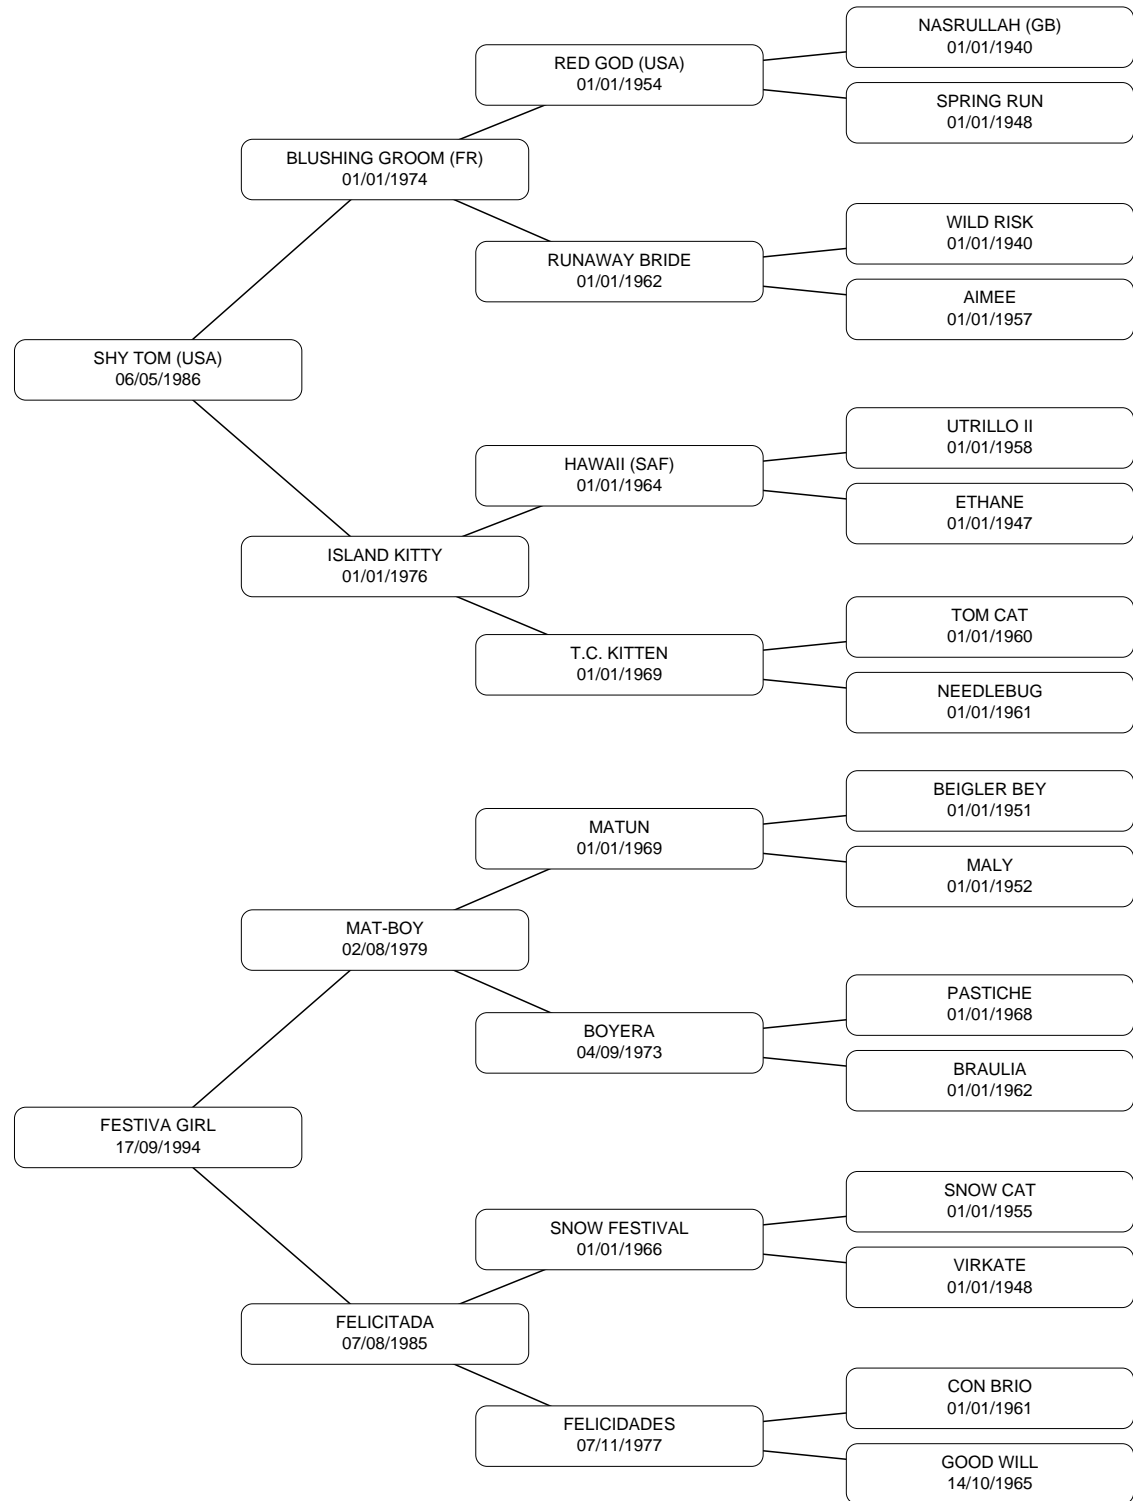 NASRULLAH (GB)
01/01/1940
RED GOD (USA)
01/01/1954
SPRING RUN
01/01/1948
BLUSHING GROOM (FR)
01/01/1974
WILD RISK
01/01/1940
RUNAWAY BRIDE
01/01/1962
AIMEE
01/01/1957
SHY TOM (USA)
06/05/1986
UTRILLO II
01/01/1958
HAWAII (SAF)
01/01/1964
ETHANE
01/01/1947
ISLAND KITTY
01/01/1976
TOM CAT
01/01/1960
T.C. KITTEN
01/01/1969
NEEDLEBUG
01/01/1961
BEIGLER BEY
01/01/1951
MATUN
01/01/1969
MALY
01/01/1952
MAT-BOY
02/08/1979
PASTICHE
01/01/1968
BOYERA
04/09/1973
BRAULIA
01/01/1962
FESTIVA GIRL
17/09/1994
SNOW CAT
01/01/1955
SNOW FESTIVAL
01/01/1966
VIRKATE
01/01/1948
FELICITADA
07/08/1985
CON BRIO
01/01/1961
FELICIDADES
07/11/1977
GOOD WILL
14/10/1965